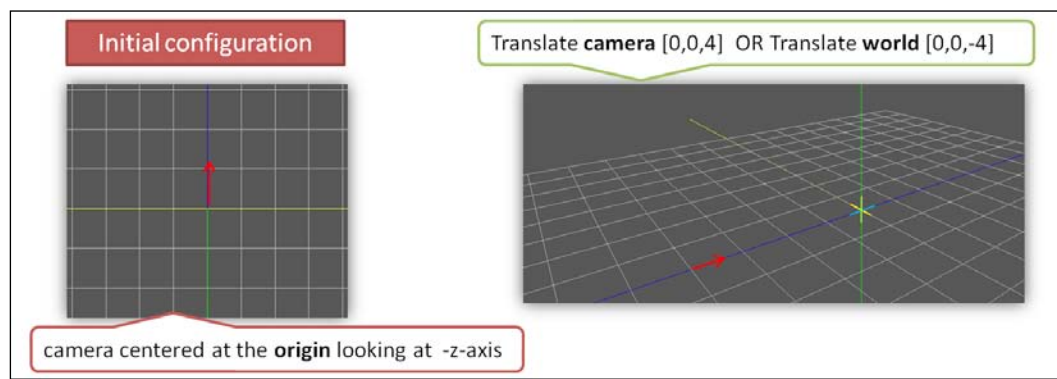 Initial configuration
Translate camera [0,0,4] OR Translate world [0,0,-4]
camera centered at the origin looking at -z-axis